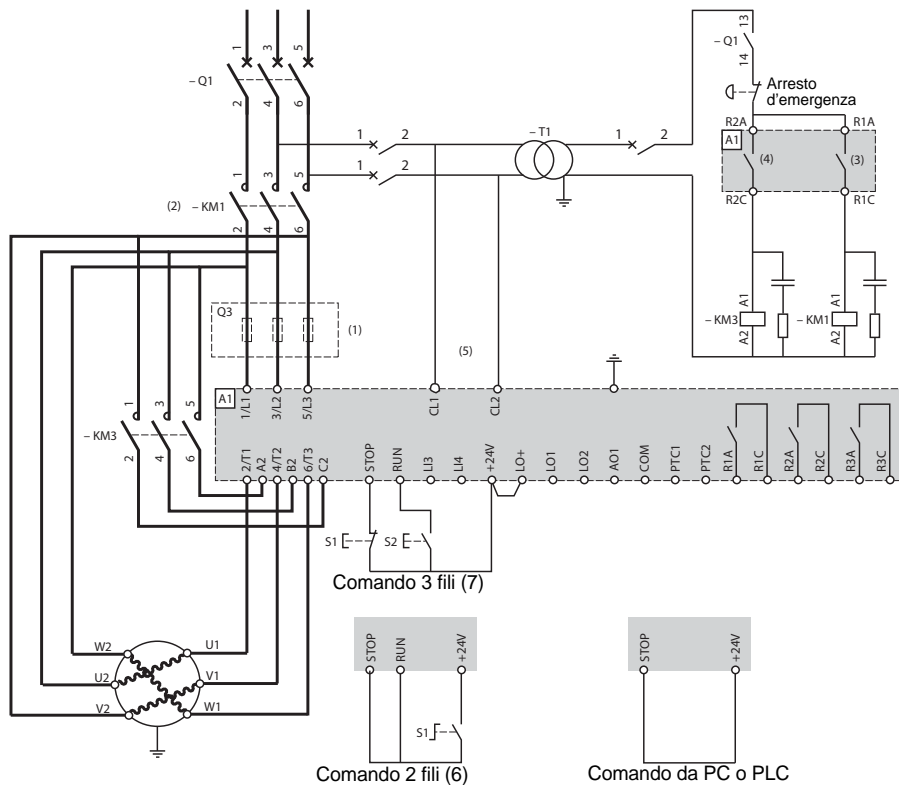 1 3 5
– Q1
2 4 6
1 2
1 2
– T1
1 2
13
– Q1
14
Arresto
d'emergenza
R2A R1A
A1
(4) (3)
R2C R1C
1 3 5
(2) – KM1
2 4 6
A1 A1
– KM3 – KM1
A2 A2
Q3
(1)
(5)
A1
1/L1 3/L2 5/L3 CL1 CL2
1 3 5
– KM3
2 4 6
2/T1 A2 4/T2 B2 6/T3 C2 STOP RUN LI3 LI4 +24V LO+ LO1 LO2 AO1 COM PTC1 PTC2 R1A R1C R2A R2C R3A R3C
S1 S2
Comando 3 fili (7)
W2 U1
U2 V1
V2 W1
STOP RUN +24V
S1
Comando 2 fili (6)
STOP +24V
Comando da PC o PLC